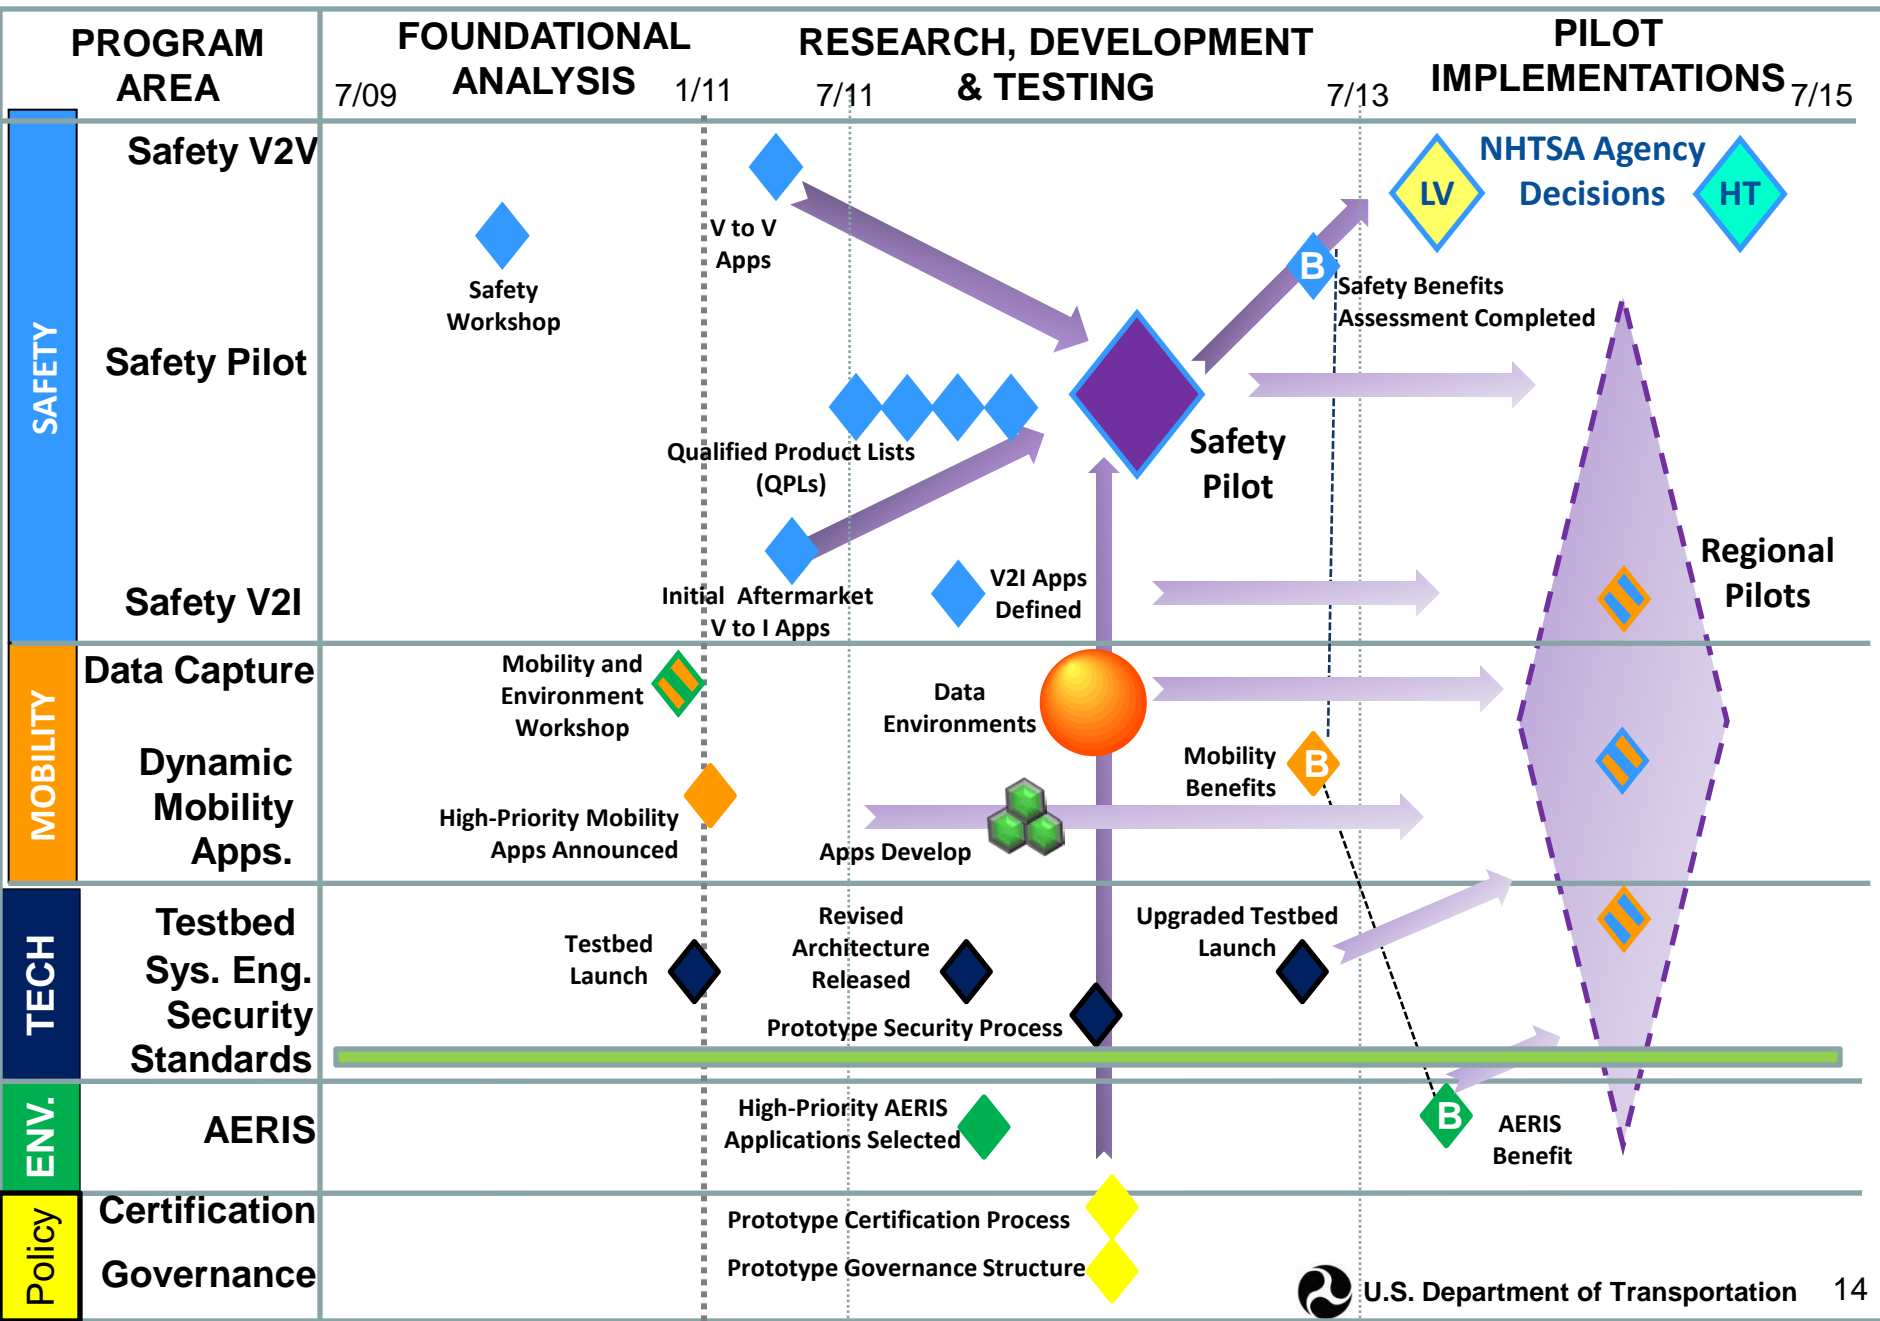 PROGRAM
AREA
FOUNDATIONAL
ANALYSIS
RESEARCH, DEVELOPMENT
& TESTING
PILOT
IMPLEMENTATIONS
7/09
1/11
7/11
7/13
7/15
SAFETY
Safety V2V
Safety Pilot
Safety V2I
Safety
Workshop
V to V
Apps
NHTSA Agency
Decisions
LV
HT
B
Safety Benefits
Assessment Completed
Qualified Product Lists
(QPLs)
Safety
Pilot
Initial Aftermarket
V to I Apps
V2I Apps
Defined
Regional
Pilots
MOBILITY
Data Capture
Dynamic
Mobility
Apps.
Mobility and
Environment
Workshop
Data
Environments
High-Priority Mobility
Apps Announced
Apps Develop
Mobility
Benefits
B
TECH
Testbed
Sys. Eng.
Security
Standards
Testbed
Launch
Revised
Architecture
Released
Prototype Security Process
Upgraded Testbed
Launch
ENV.
AERIS
High-Priority AERIS
Applications Selected
B
AERIS
Benefit
Policy
Certification
Governance
Prototype Certification Process
Prototype Governance Structure
U.S. Department of Transportation
14